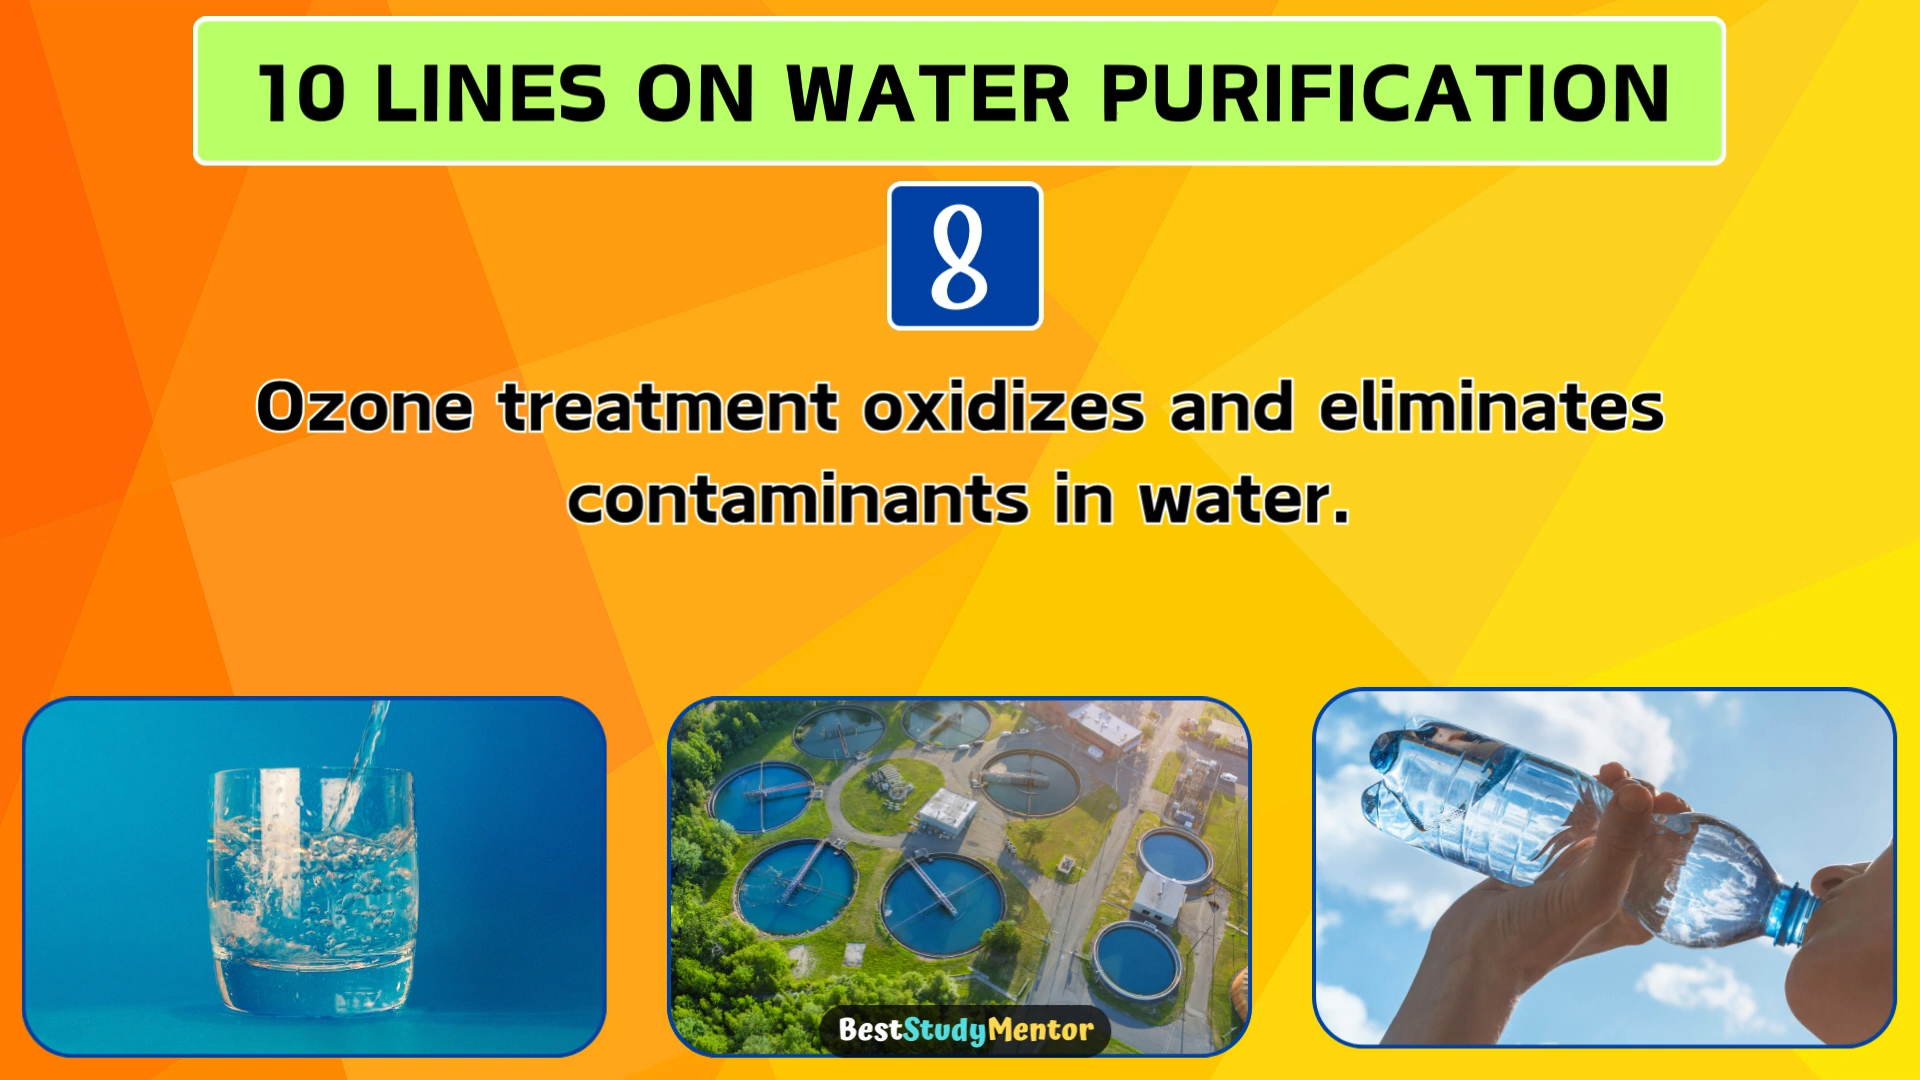 10 LINES ON WATER PURIFICATION
8
Ozone treatment oxidizes and eliminates
contaminants in water.
BestStudyMentor